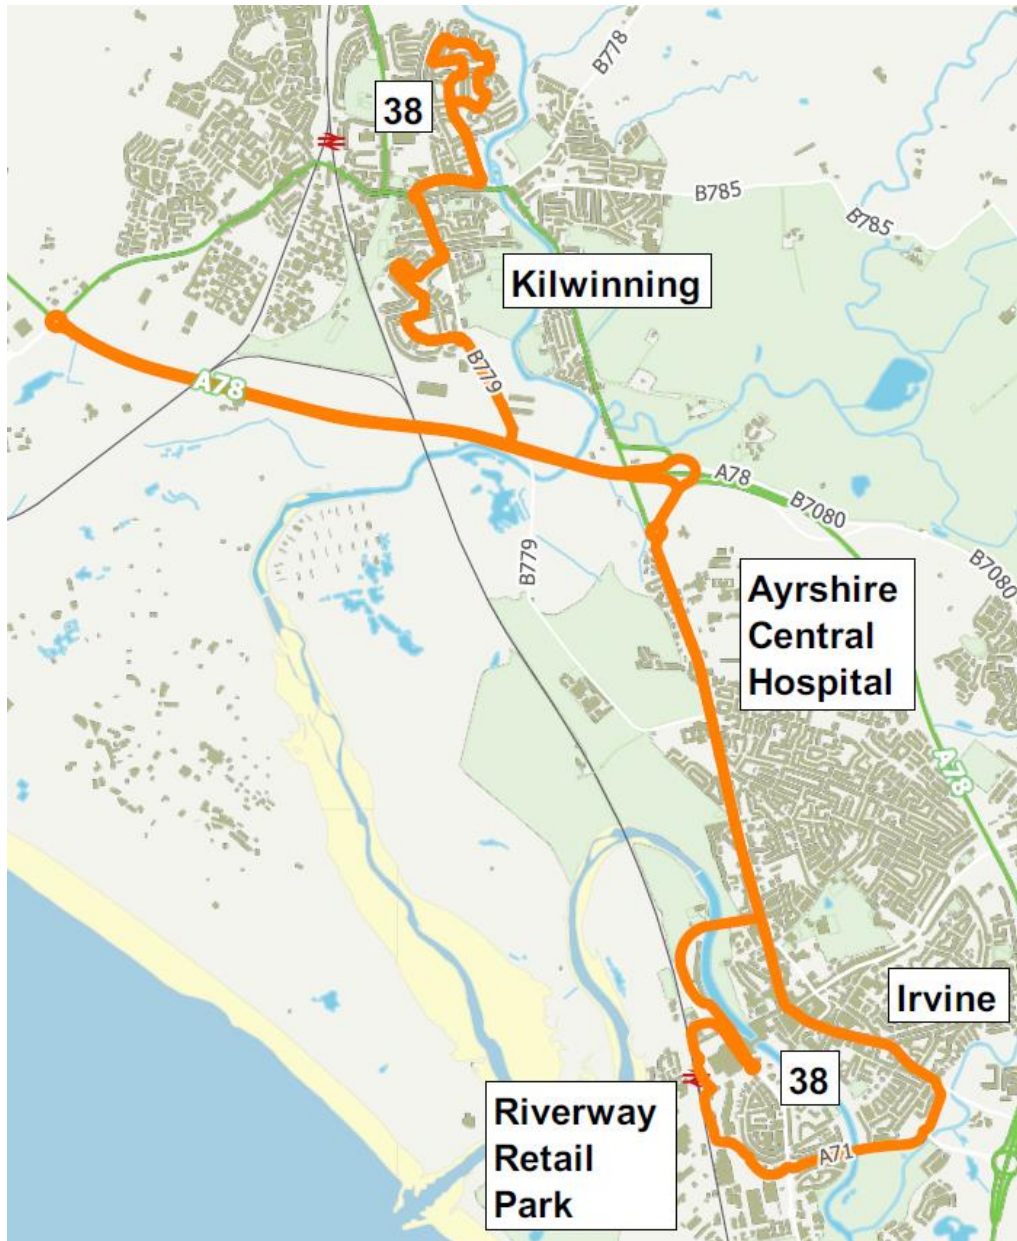 B778
38
B785
B785
Kilwinning
A78
B779
A78
B7080
B7080
B779
Ayrshire
Central
Hospital
A78
Irvine
38
Riverway
Retail
Park
A71